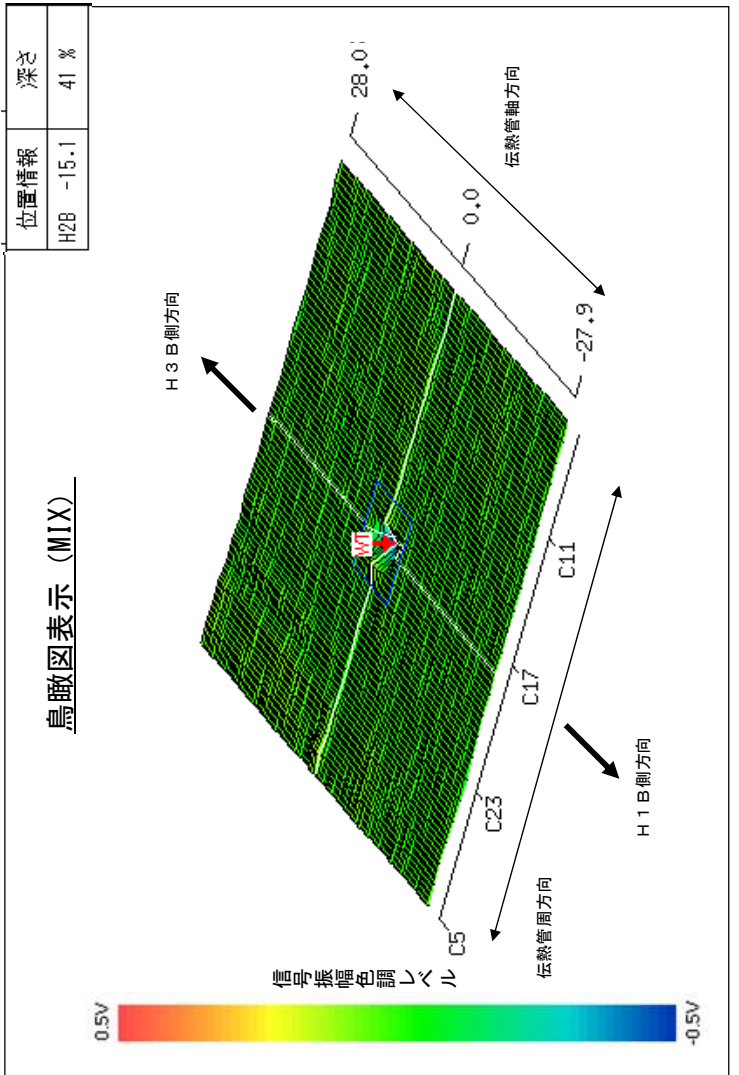 鳥瞰図表示 (MIX)
位置情報 深さ
H2B -15.1 41 %
H3B側方向
28.0
0.0
-27.9
伝熱管軸方向
WT
C11
C17
C23
C5
伝熱管周方向
H1B側方向
信号振幅色調レベル
0.5V
-0.5V